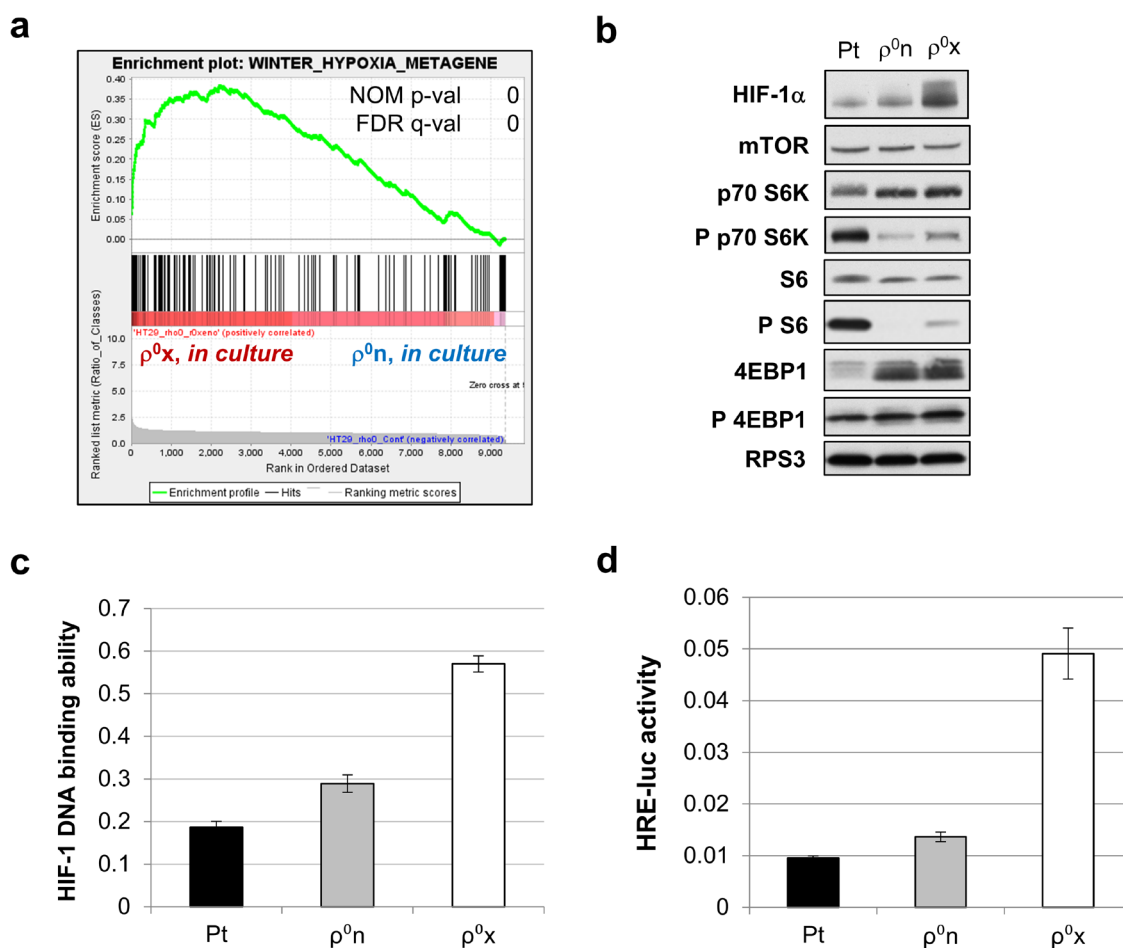 a
Enrichment plot: WINTER_HYPOXIA_METAGENE
NOM p-val 0
FDR q-val 0
Enrichment score (ES)
0.40
0.35
0.30
0.25
0.20
0.15
0.10
0.05
0.00
'HT29_rho0_r0xeno' (positively correlated)
ρ⁰x, in culture
ρ⁰n, in culture
Ranked list metric (Ratio_of_Classes)
10.0
7.5
5.0
2.5
0.0
Zero cross at
'HT29_rho0_Conf' (negatively correlated)
0 1,000 2,000 3,000 4,000 5,000 6,000 7,000 8,000 9,000
Rank in Ordered Dataset
Enrichment profile Hits Ranking metric scores
b
Pt ρ⁰n ρ⁰x
HIF-1α
mTOR
p70 S6K
P p70 S6K
S6
P S6
4EBP1
P 4EBP1
RPS3
c
HIF-1 DNA binding ability
0.7
0.6
0.5
0.4
0.3
0.2
0.1
0
Pt ρ⁰n ρ⁰x
d
HRE-luc activity
0.06
0.05
0.04
0.03
0.02
0.01
0
Pt ρ⁰n ρ⁰x